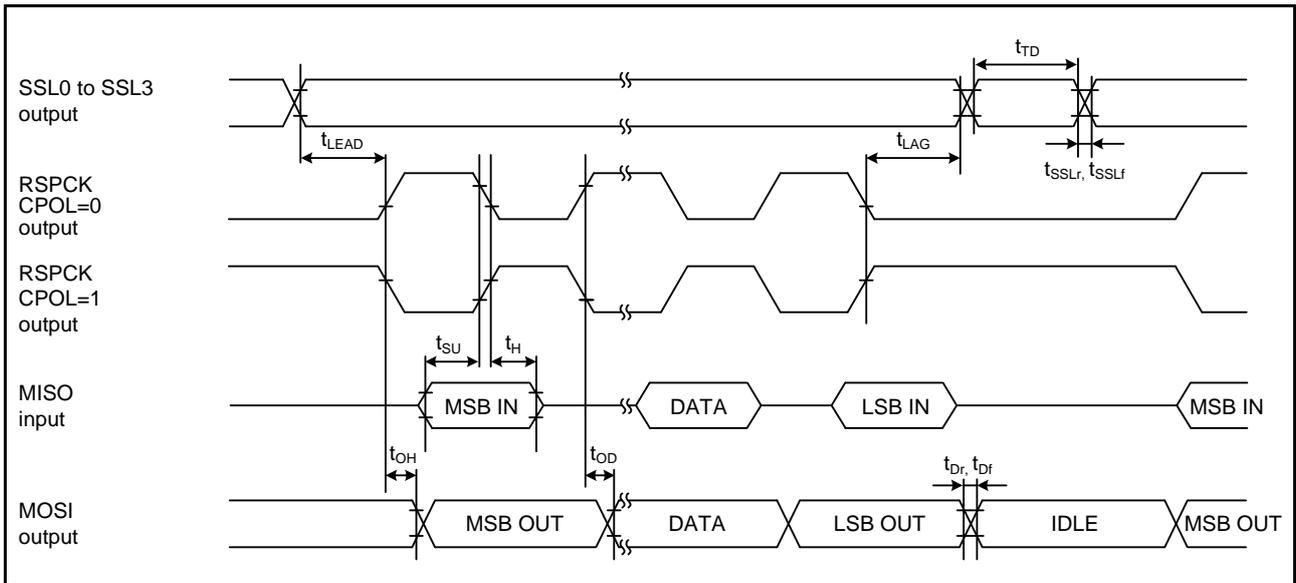 SSL0 to SSL3
output
tTD
tLEAD
tLAG
tSSLr, tSSLf
RSPCK
CPOL=0
output
RSPCK
CPOL=1
output
tSU
tH
MISO
input
MSB IN
DATA
LSB IN
MSB IN
tOH
tOD
tDr, tDf
MOSI
output
MSB OUT
DATA
LSB OUT
IDLE
MSB OUT